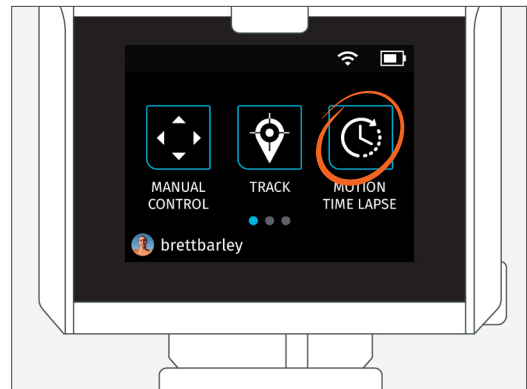 MANUAL
CONTROL
TRACK
MOTION
TIME LAPSE
brettbarley